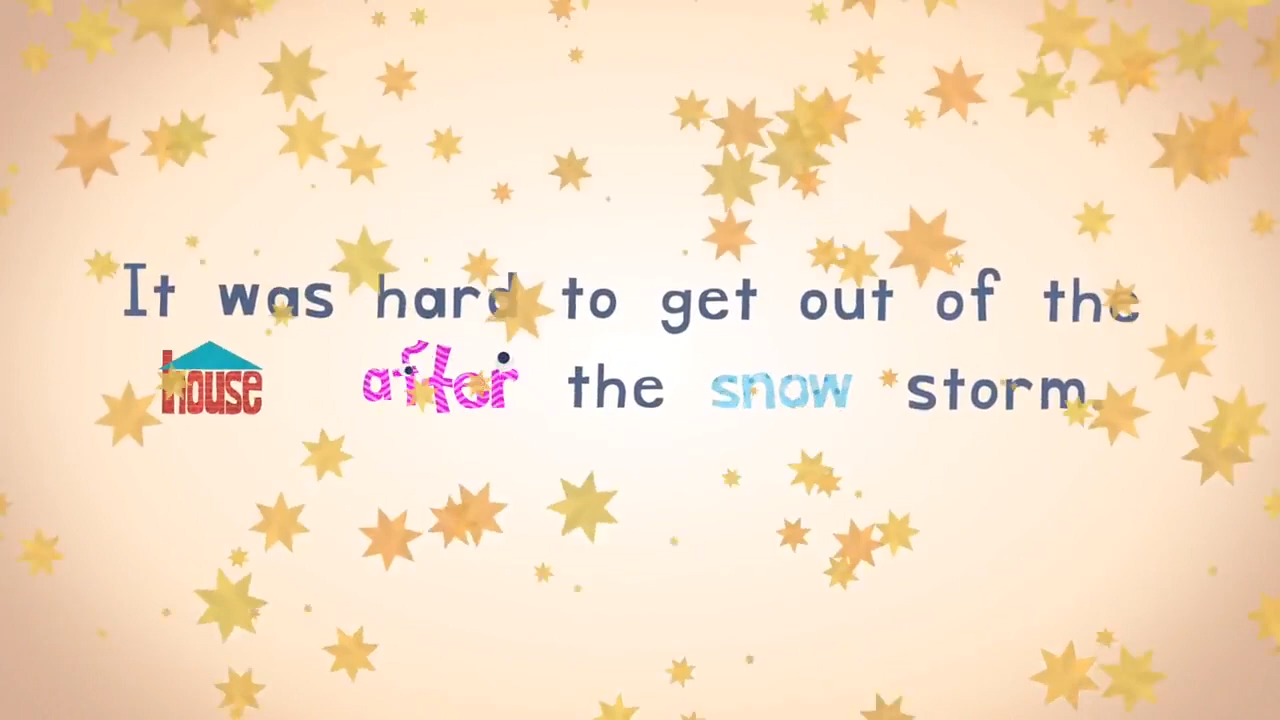 It was hard to get out of the
house after the snow storm.